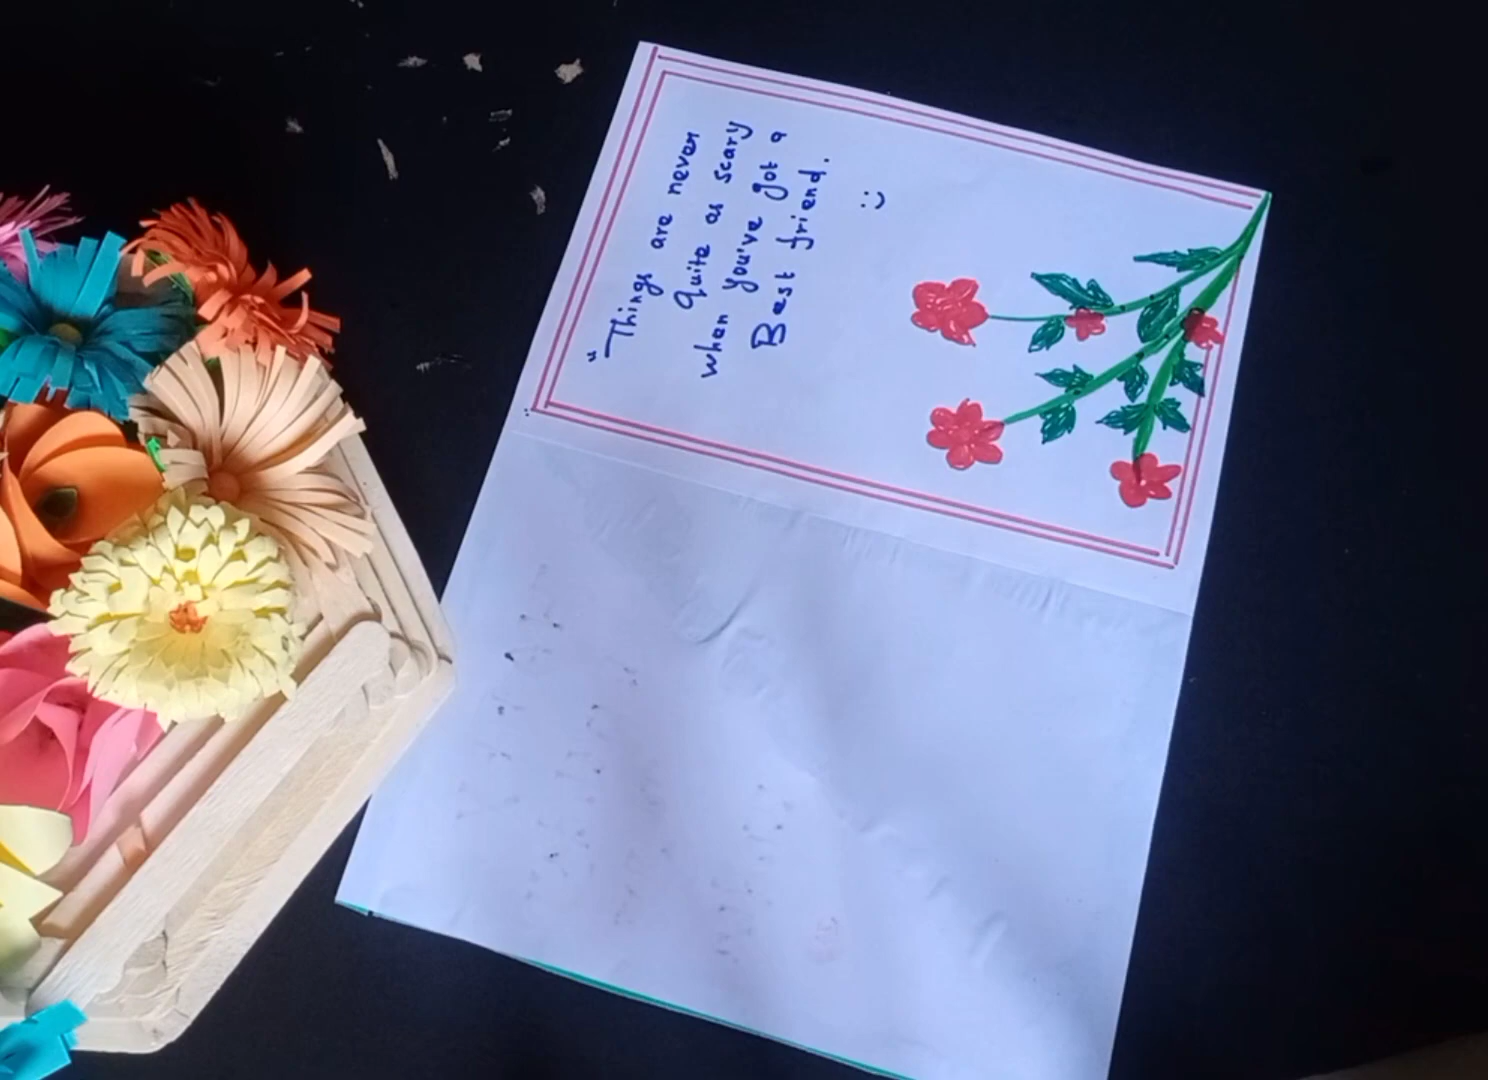 "Things are never
Quite as scary
when you've got a
Best friend.
:)